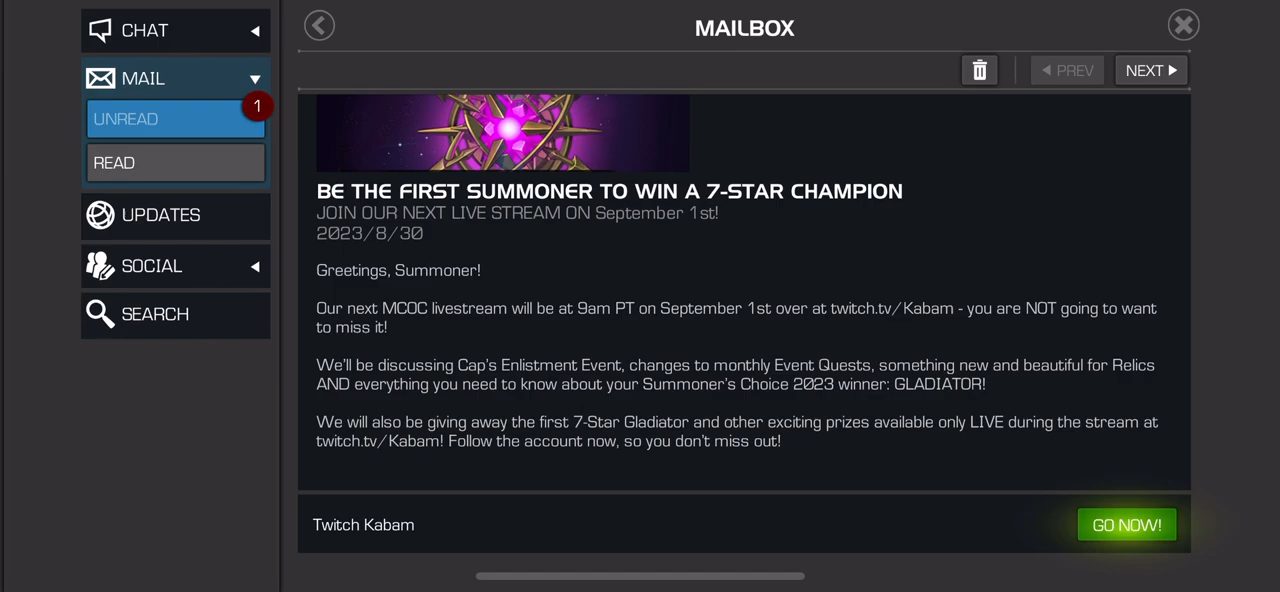 CHAT
MAIL
1
UNREAD
READ
UPDATES
SOCIAL
SEARCH
MAILBOX
PREV
NEXT
BE THE FIRST SUMMONER TO WIN A 7-STAR CHAMPION
JOIN OUR NEXT LIVE STREAM ON September 1st!
2023/8/30
Greetings, Summoner!
Our next MCOC livestream will be at 9am PT on September 1st over at twitch.tv/Kabam - you are NOT going to want
to miss it!
We'll be discussing Cap's Enlistment Event, changes to monthly Event Quests, something new and beautiful for Relics
AND everything you need to know about your Summoner's Choice 2023 winner: GLADIATOR!
We will also be giving away the first 7-Star Gladiator and other exciting prizes available only LIVE during the stream at
twitch.tv/Kabam! Follow the account now, so you don't miss out!
Twitch Kabam
GO NOW!